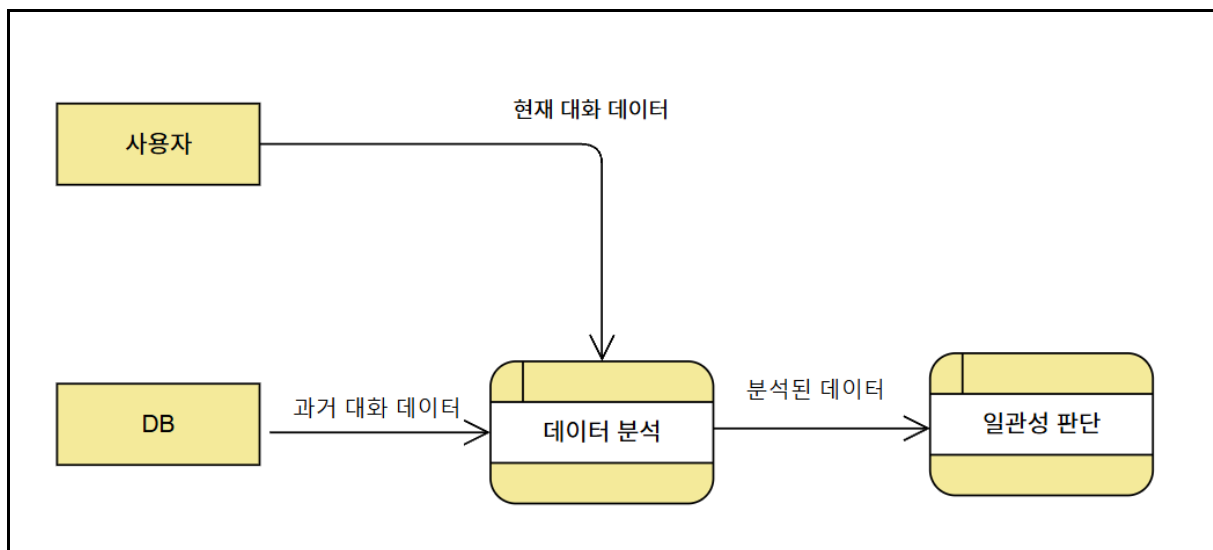 현재 대화 데이터
사용자
과거 대화 데이터
분석된 데이터
DB
데이터 분석
일관성 판단